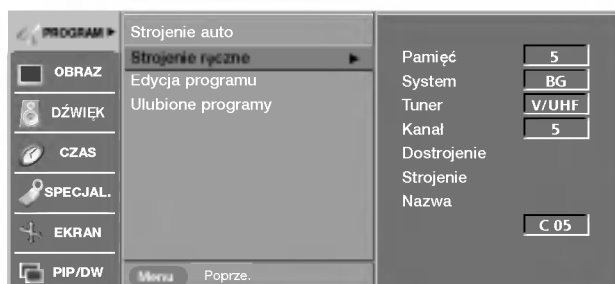 PROGRAM
OBRAZ
DŹWIĘK
CZAS
SPECJAL.
EKRAN
PIP/DW
Strojenie auto
Strojenie ręczne
Edycja programu
Ulubione programy
Menu Poprze.
Pamięć 5
System BG
Tuner V/UHF
Kanał 5
Dostrojenie
Strojenie
Nazwa
C 05